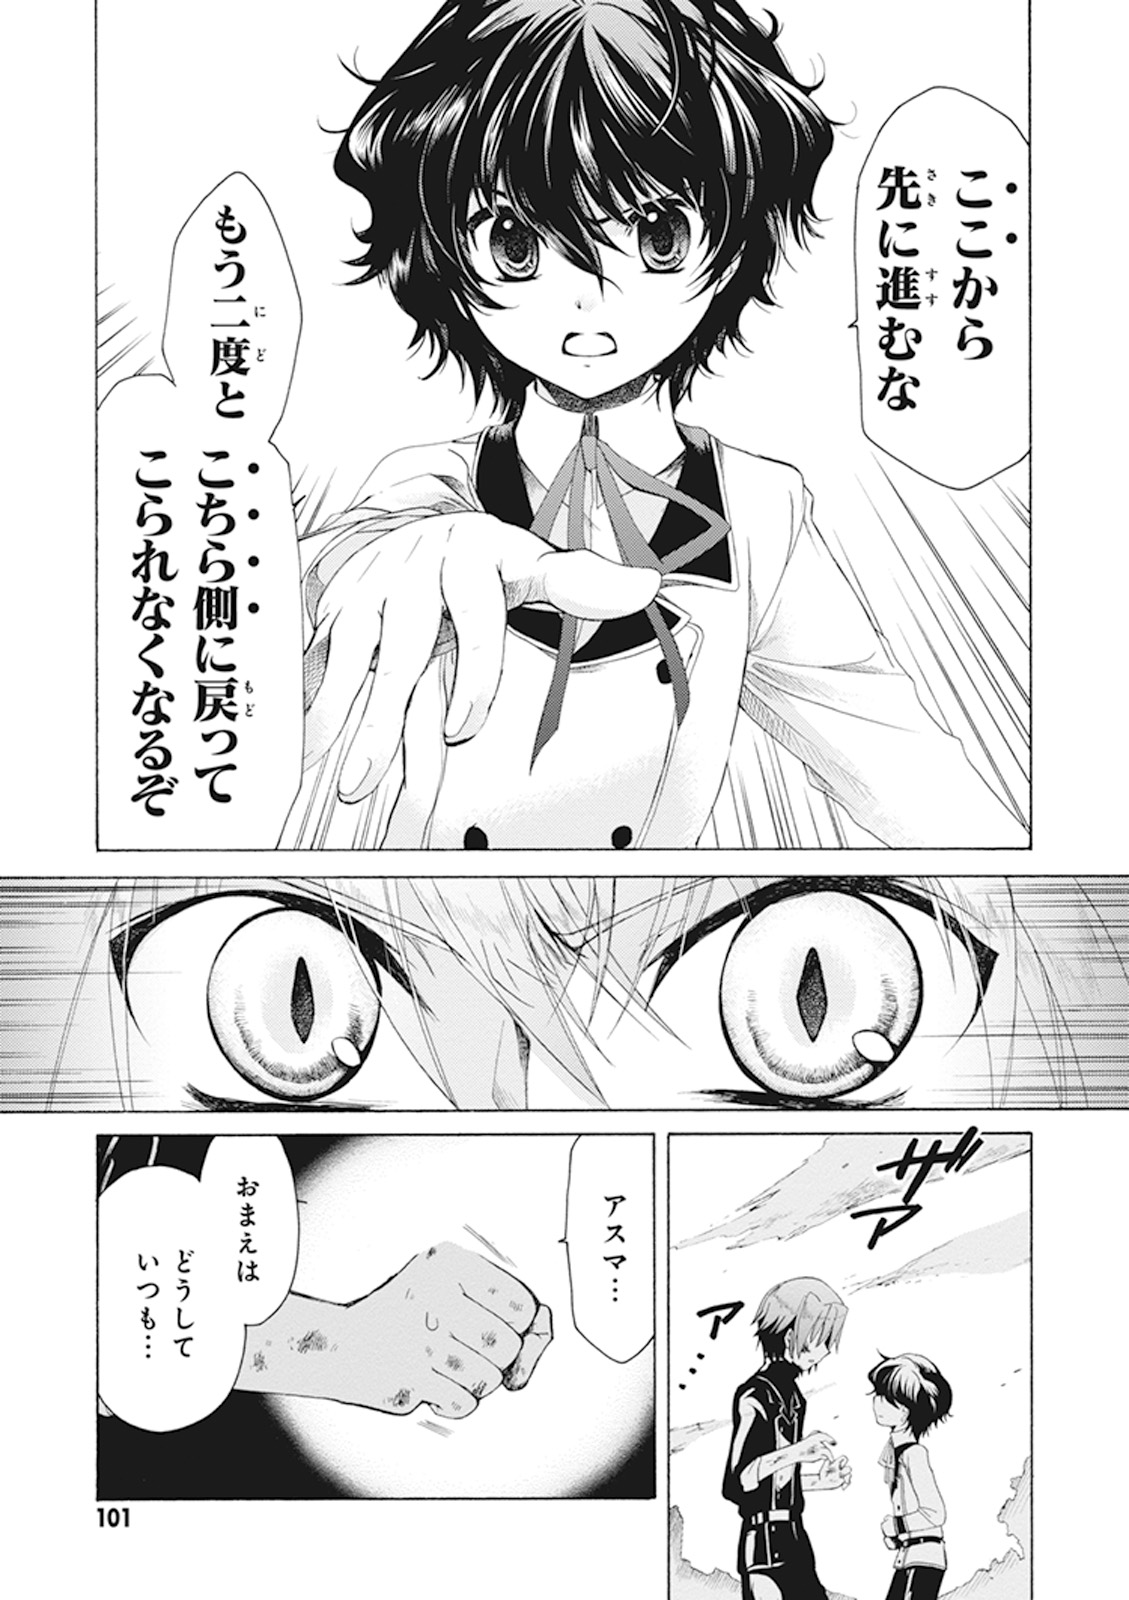 ここから
先に進むな
もう二度と
こちら側に戻って
こられなくなるぞ
ザァ
ァ…
アスマ…
おまえは
どうして
いつも…
101